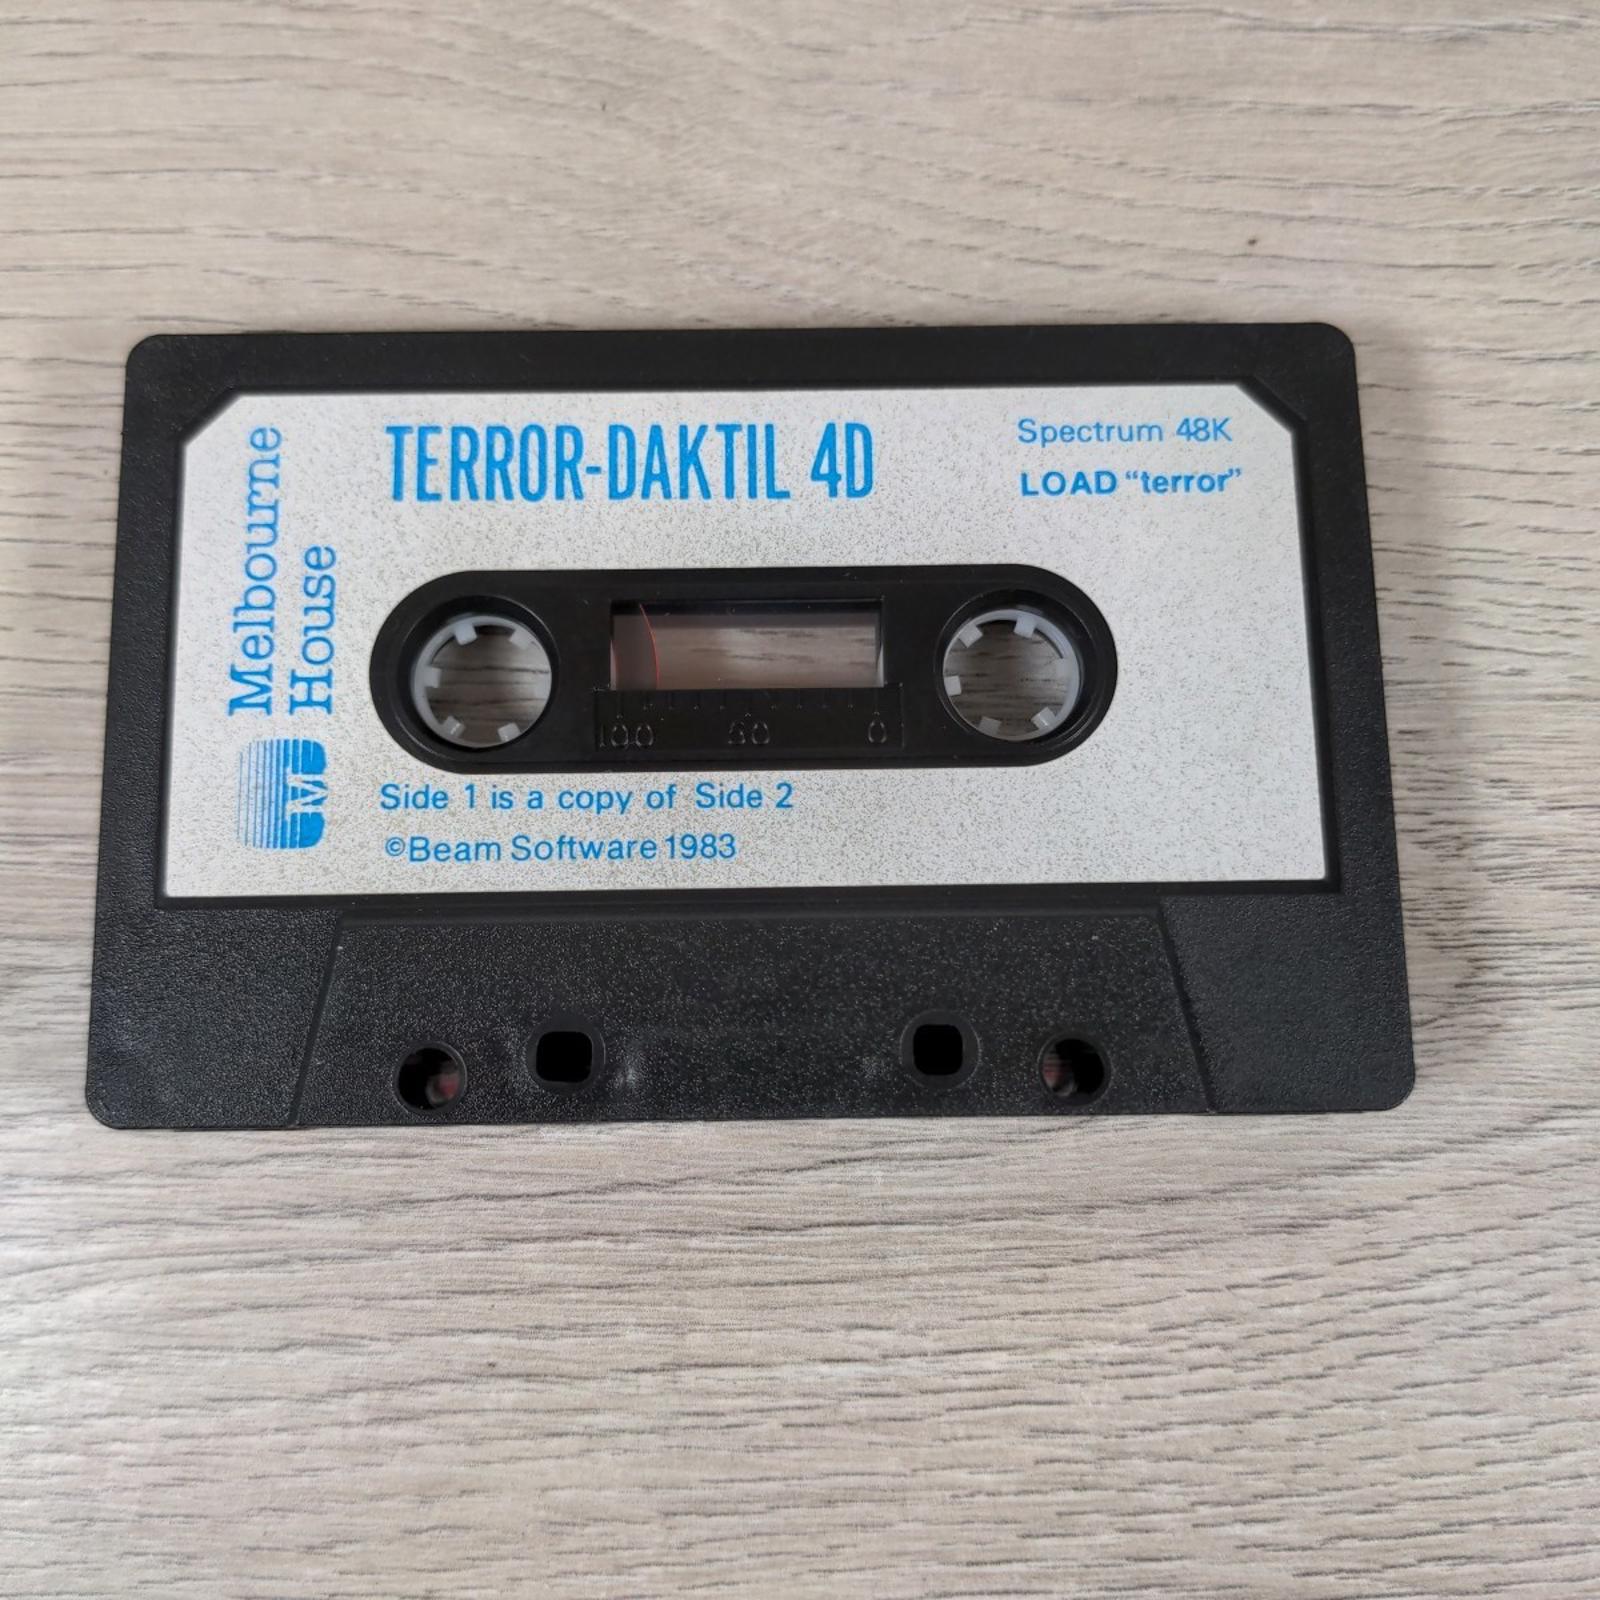 Melbourne
House
TERROR-DAKTIL 4D
Spectrum 48K
LOAD “terror”
100 50 0
Side 1 is a copy of Side 2
©Beam Software 1983